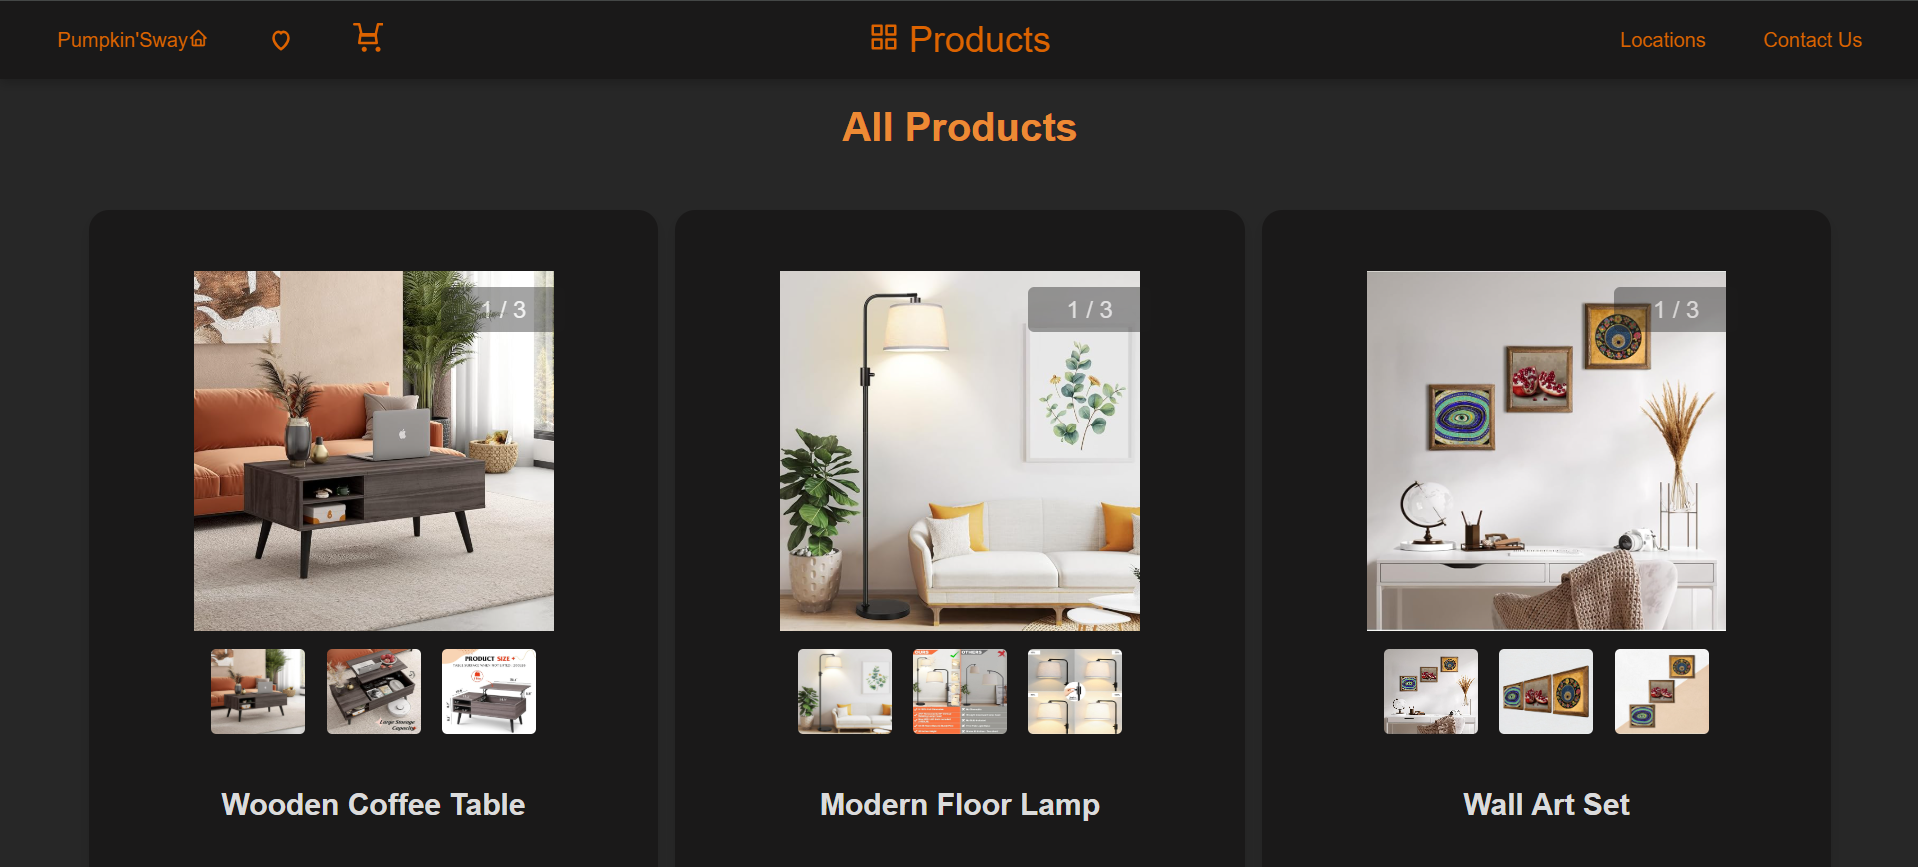 Pumpkin'Sway
Products
Locations
Contact Us
All Products
1 / 3
1 / 3
1 / 3
Large Storage
Capacity
PRODUCT SIZE
OTHERS
Wooden Coffee Table
Modern Floor Lamp
Wall Art Set